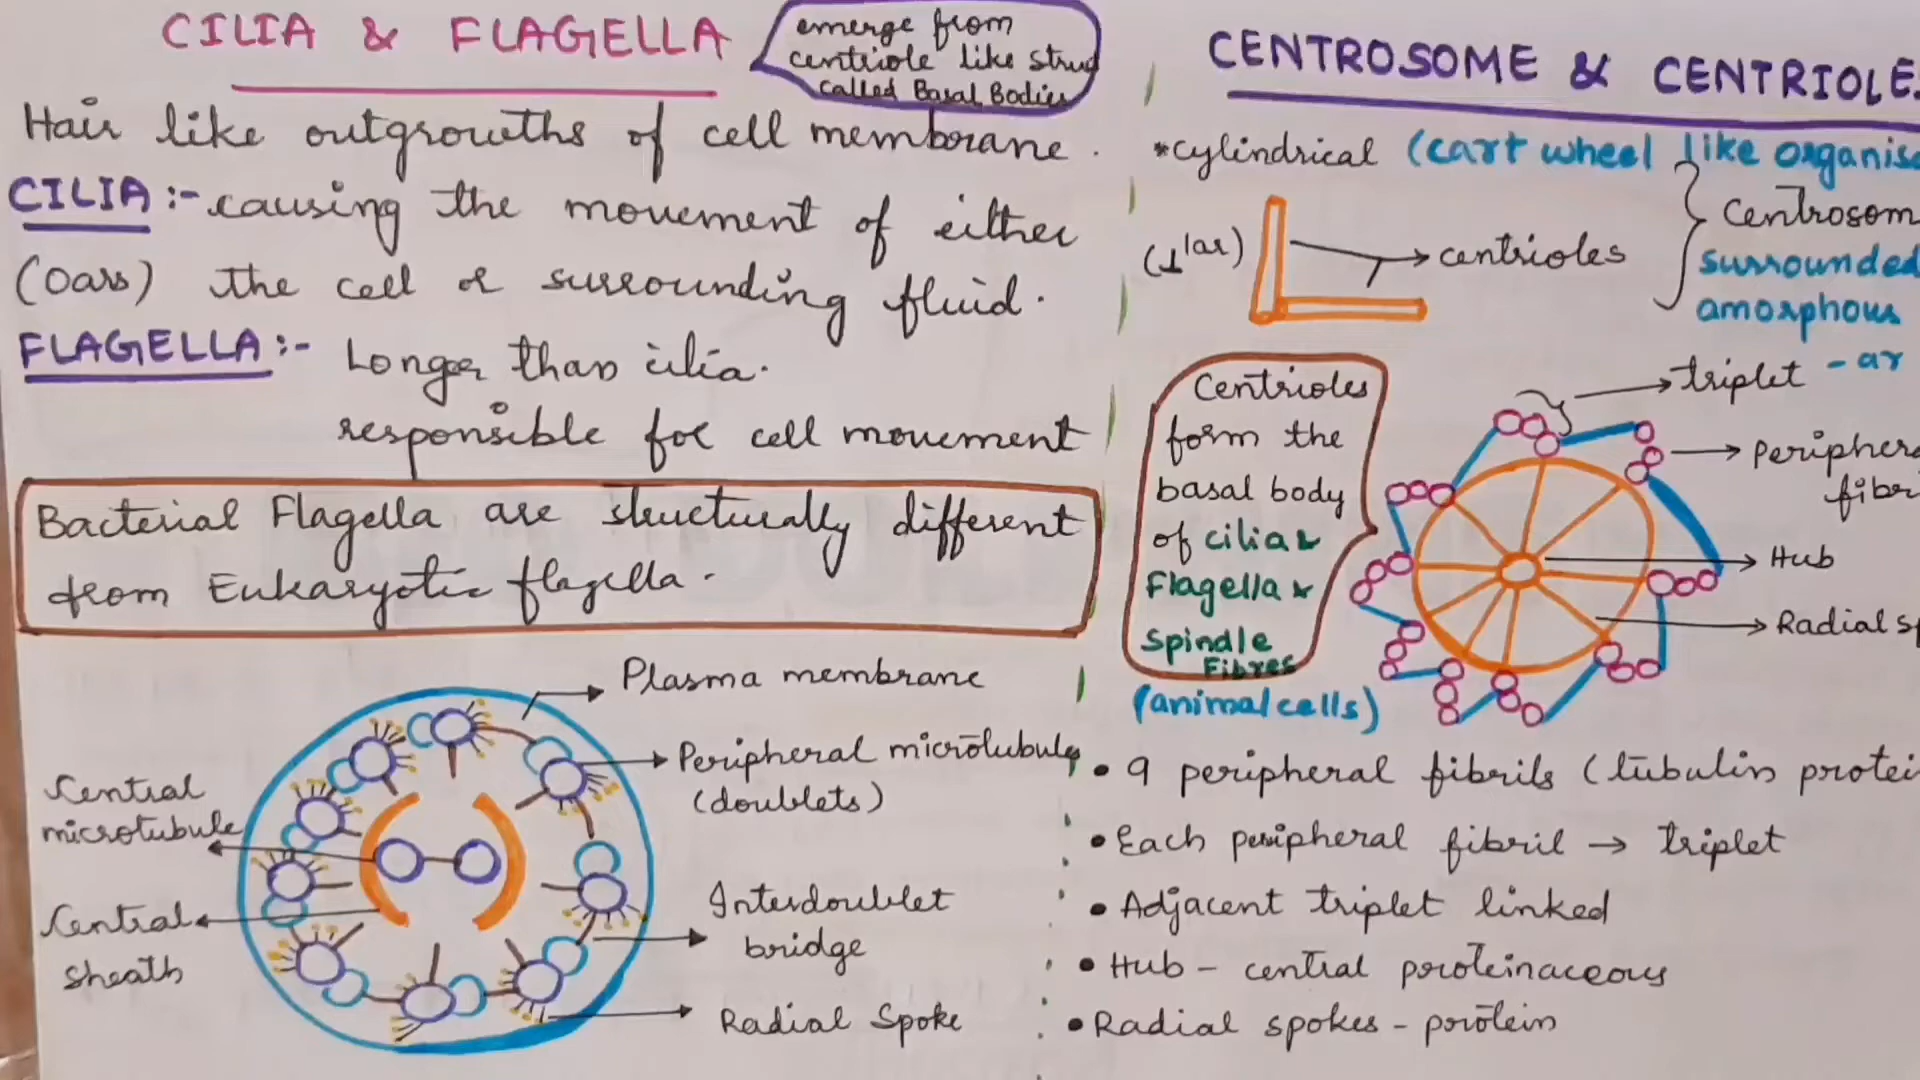 CILIA & FLAGELLA
emerge from
centriole like struc
called Basal Bodies
Hair like outgrowths of cell membrane.
CILIA :- causing the movement of either
(Oars) the cell or surrounding fluid.
FLAGELLA :- Longer than cilia.
responsible for cell movement
Bacterial Flagella are structurally different
from Eukaryotic flagella.
Plasma membrane
Peripheral microtubule
(doublets)
Central
microtubule
Central
Sheath
Interdoublet
bridge
Radial Spoke
CENTROSOME & CENTRIOLE
*cylindrical (cart wheel like organisa
(⊥lar)
centrioles
Centrosom
surrounded
amorphous
Centrioles
form the
basal body
of cilia &
Flagella &
Spindle
Fibres
(animal cells)
triplet
Periphera
fibr
Hub
Radial sp
• 9 peripheral fibrils (tubulin protei
• Each peripheral fibril → triplet
• Adjacent triplet linked
• Hub - central proteinaceous
• Radial spokes - protein